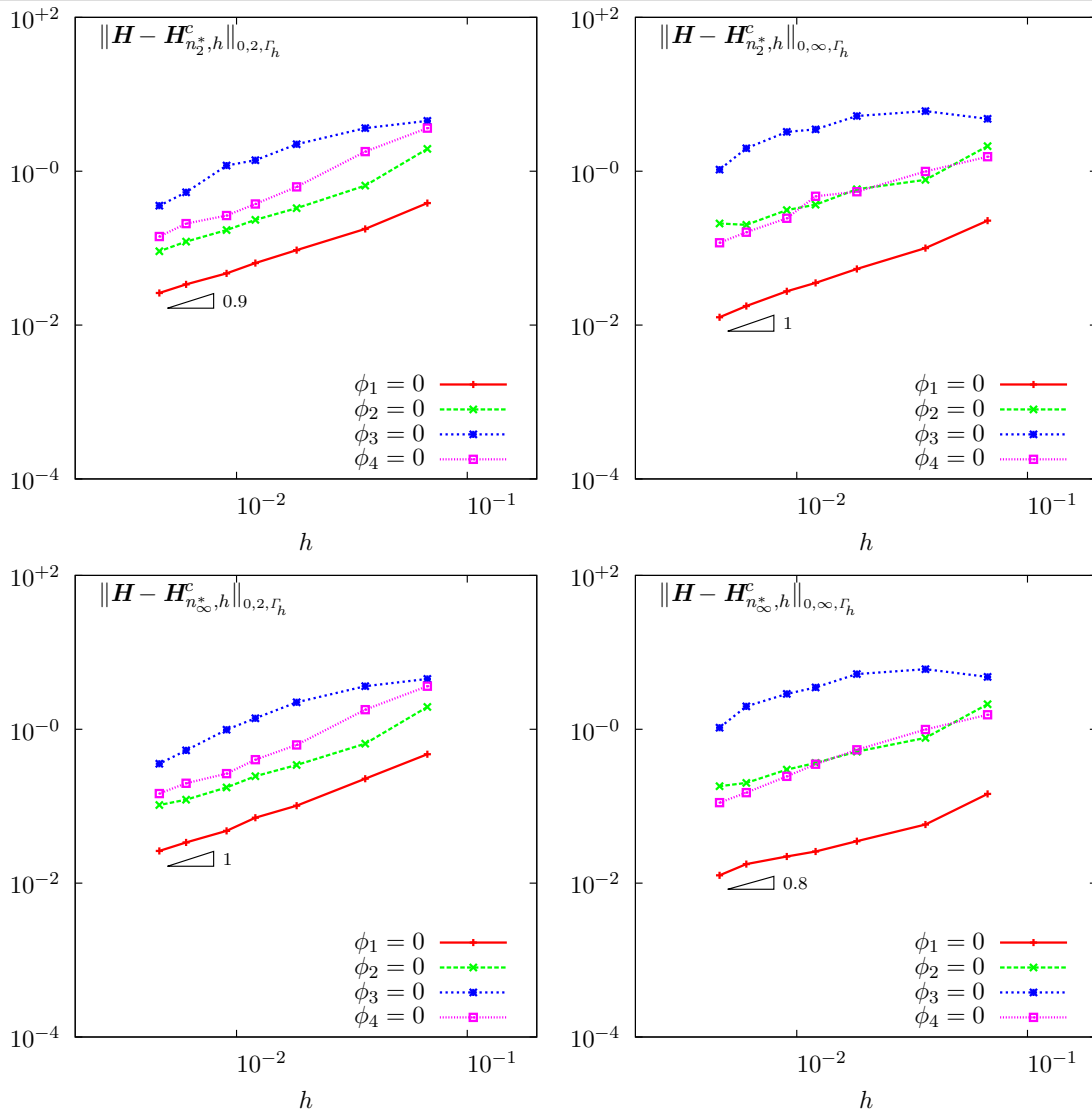 10^{+2}
‖H − H^c_{n_2^*,h}‖_{0,2,Γ_h}
10^{−0}
10^{−2}
0.9
ϕ_1 = 0
ϕ_2 = 0
ϕ_3 = 0
ϕ_4 = 0
10^{−4}
10^{−2}
10^{−1}
h
10^{+2}
‖H − H^c_{n_2^*,h}‖_{0,∞,Γ_h}
10^{−0}
10^{−2}
1
ϕ_1 = 0
ϕ_2 = 0
ϕ_3 = 0
ϕ_4 = 0
10^{−4}
10^{−2}
10^{−1}
h
10^{+2}
‖H − H^c_{n_∞^*,h}‖_{0,2,Γ_h}
10^{−0}
10^{−2}
1
ϕ_1 = 0
ϕ_2 = 0
ϕ_3 = 0
ϕ_4 = 0
10^{−4}
10^{−2}
10^{−1}
h
10^{+2}
‖H − H^c_{n_∞^*,h}‖_{0,∞,Γ_h}
10^{−0}
10^{−2}
0.8
ϕ_1 = 0
ϕ_2 = 0
ϕ_3 = 0
ϕ_4 = 0
10^{−4}
10^{−2}
10^{−1}
h